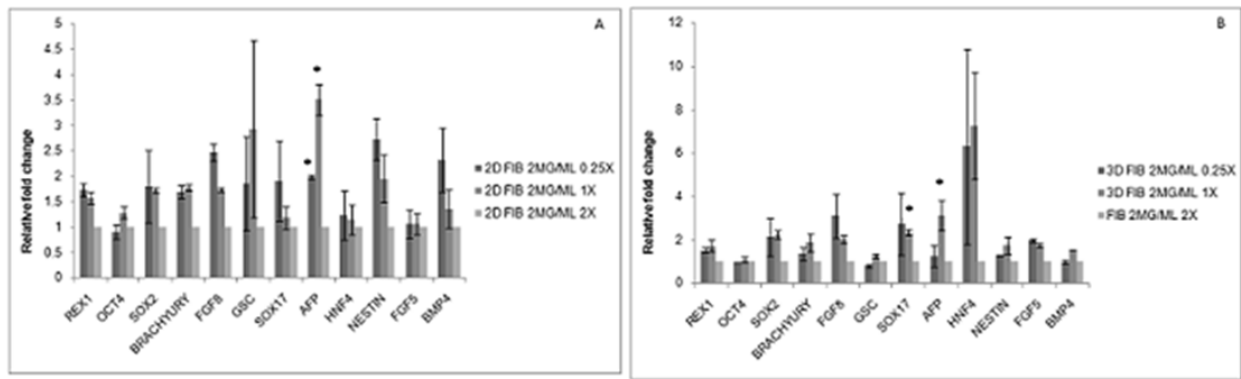 A
5
4.5
4
3.5
3
2.5
2
1.5
1
0.5
0
Relative fold change
REX1
OCT4
SOX2
BRACHYURY
FGF8
GSC
SOX17
AFP
HNF4
NESTIN
FGF5
BMP4
2D FIB 2MG/ML 0.25X
2D FIB 2MG/ML 1X
2D FIB 2MG/ML 2X
B
12
10
8
6
4
2
0
Relative fold change
REX1
OCT4
SOX2
BRACHYURY
FGF8
GSC
SOX17
AFP
HNF4
NESTIN
FGF5
BMP4
3D FIB 2MG/ML 0.25X
3D FIB 2MG/ML 1X
FIB 2MG/ML 2X